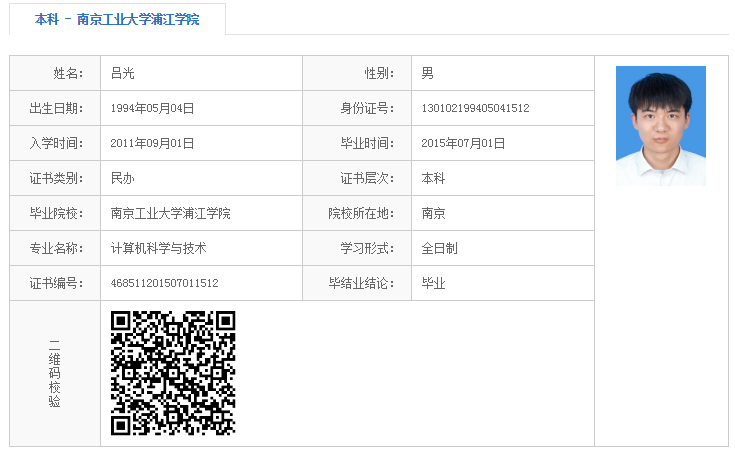 本科 - 南京工业大学浦江学院
姓名： 吕光 性别： 男
出生日期： 1994年05月04日 身份证号： 130102199405041512
入学时间： 2011年09月01日 毕业时间： 2015年07月01日
证书类别： 民办 证书层次： 本科
毕业院校： 南京工业大学浦江学院 院校所在地： 南京
专业名称： 计算机科学与技术 学习形式： 全日制
证书编号： 468511201507011512 毕结业结论： 毕业
二维码校验